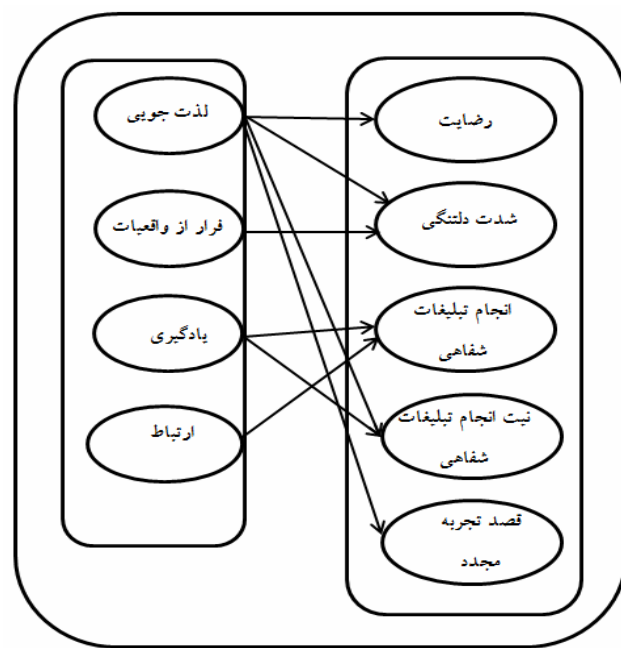 لذت جویی
فرار از واقعیات
یادگیری
ارتباط
رضایت
شدت دلتنگی
انجام تبلیغات
شفاهی
نیت انجام تبلیغات
شفاهی
قصد تجربه
مجدد